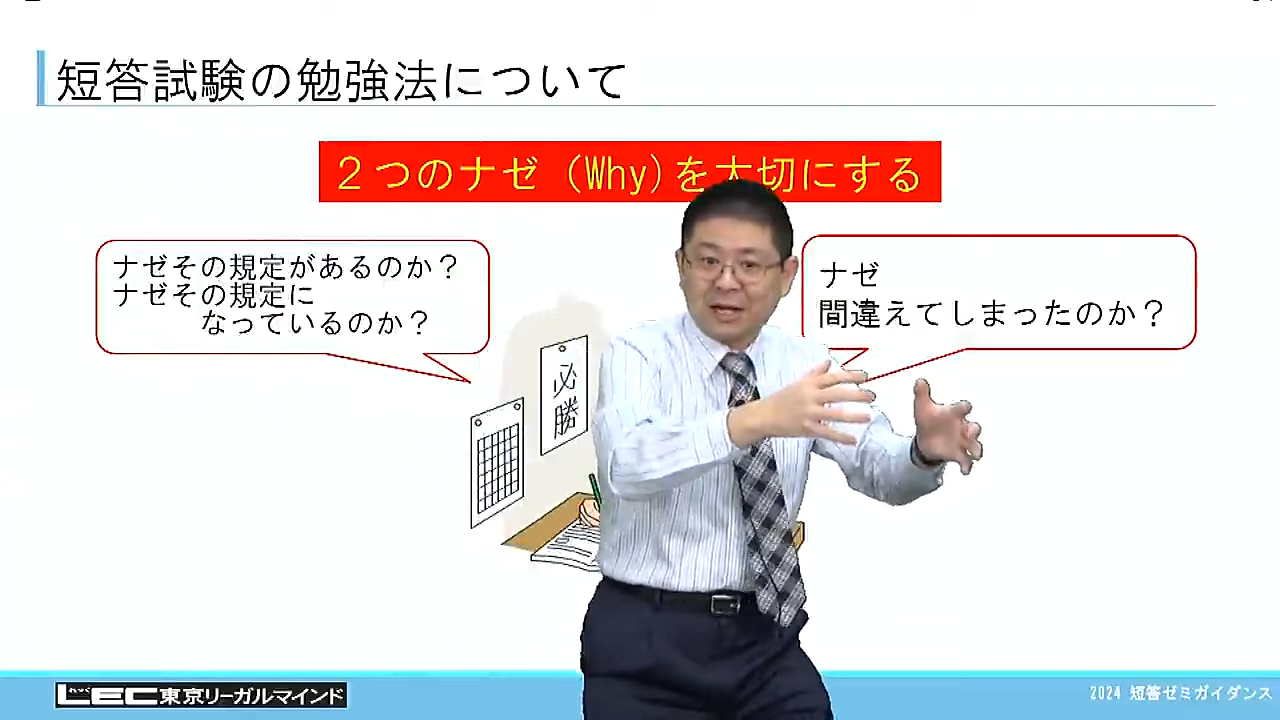 短答試験の勉強法について
２つのナゼ（Why)を大切にする
ナゼその規定があるのか？
ナゼその規定に
なっているのか？
ナゼ
間違えてしまったのか？
必勝
LEC東京リーガルマインド
2024 短答ゼミガイダンス